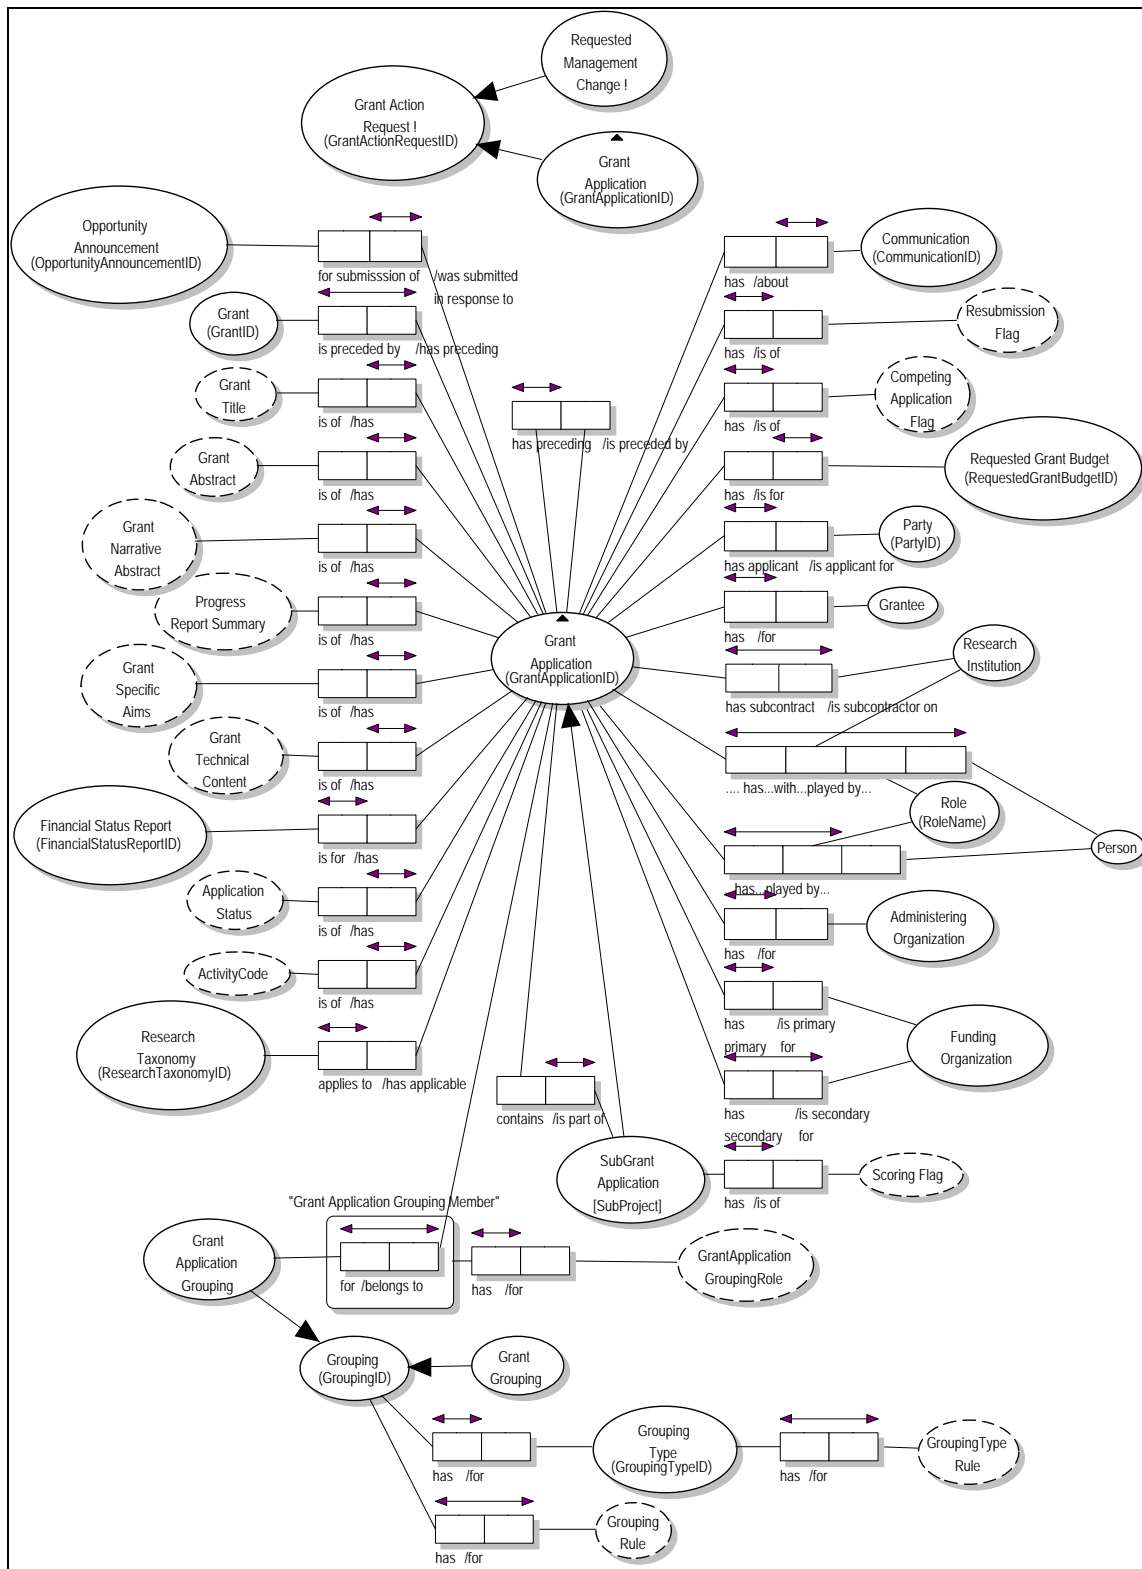 Requested
Management
Change !
Grant Action
Request !
(GrantActionRequestID)
Grant
Application
(GrantApplicationID)
Opportunity
Announcement
(OpportunityAnnouncementID)
for submisssion of /was submitted
in response to
Grant
(GrantID)
is preceded by /has preceding
Grant
Title
is of /has
Grant
Abstract
is of /has
Grant
Narrative
Abstract
is of /has
Progress
Report Summary
is of /has
Grant
Specific
Aims
is of /has
Grant
Technical
Content
is of /has
Financial Status Report
(FinancialStatusReportID)
is for /has
Application
Status
is of /has
ActivityCode
is of /has
Research
Taxonomy
(ResearchTaxonomyID)
applies to /has applicable
has preceding /is preceded by
Grant
Application
(GrantApplicationID)
Communication
(CommunicationID)
has /about
Resubmission
Flag
has /is of
Competing
Application
Flag
has /is of
Requested Grant Budget
(RequestedGrantBudgetID)
has /is for
Party
(PartyID)
has applicant /is applicant for
Grantee
has /for
Research
Institution
has subcontract /is subcontractor on
.... has...with...played by...
Role
(RoleName)
Person
...has...played by...
Administering
Organization
has /for
has /is primary
primary for
Funding
Organization
has /is secondary
secondary for
contains /is part of
SubGrant
Application
[SubProject]
has /is of
Scoring Flag
"Grant Application Grouping Member"
Grant
Application
Grouping
for /belongs to
has /for
GrantApplication
GroupingRole
Grouping
(GroupingID)
Grant
Grouping
has /for
Grouping
Type
(GroupingTypeID)
has /for
GroupingType
Rule
has /for
Grouping
Rule